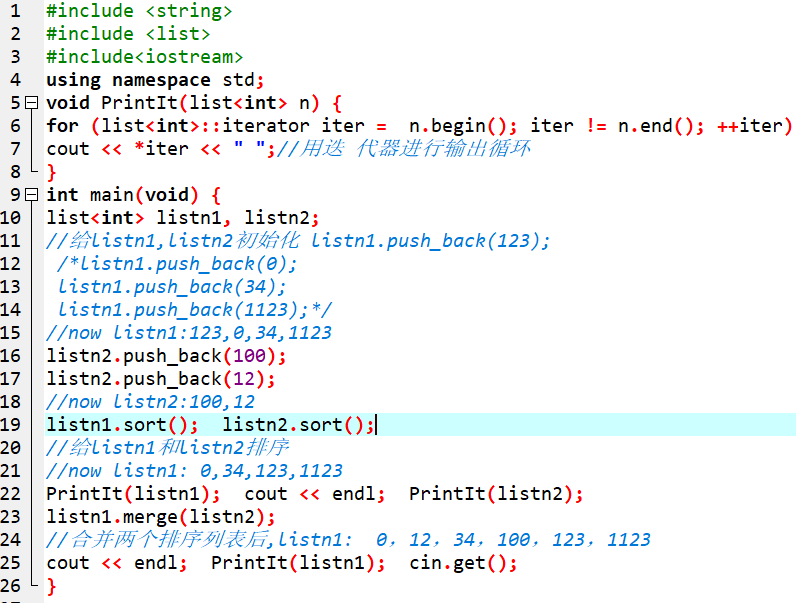 1 #include <string>
2 #include <list>
3 #include<iostream>
4 using namespace std;
5 void PrintIt(list<int> n) {
6 for (list<int>::iterator iter =  n.begin(); iter != n.end(); ++iter)
7 cout << *iter << " ";//用迭 代器进行输出循环
8 }
9 int main(void) {
10 list<int> listn1, listn2;
11 //给listn1,listn2初始化 listn1.push_back(123);
12  /*listn1.push_back(0);
13  listn1.push_back(34);
14  listn1.push_back(1123);*/
15 //now listn1:123,0,34,1123
16 listn2.push_back(100);
17 listn2.push_back(12);
18 //now listn2:100,12
19 listn1.sort();  listn2.sort();
20 //给listn1和listn2排序
21 //now listn1: 0,34,123,1123
22 PrintIt(listn1);  cout << endl;  PrintIt(listn2);
23 listn1.merge(listn2);
24 //合并两个排序列表后,listn1:  0，12，34，100，123，1123
25 cout << endl;  PrintIt(listn1);  cin.get();
26 }